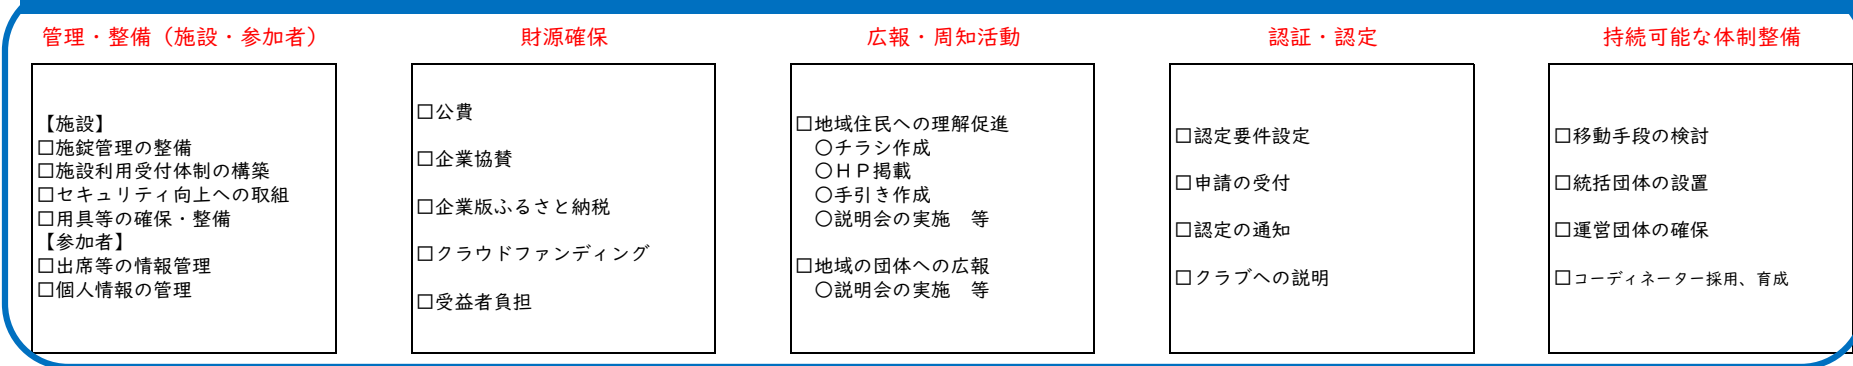 管理・整備（施設・参加者）
【施設】
□施錠管理の整備
□施設利用受付体制の構築
□セキュリティ向上への取組
□用具等の確保・整備
【参加者】
□出席等の情報管理
□個人情報の管理
財源確保
□公費
□企業協賛
□企業版ふるさと納税
□クラウドファンディング
□受益者負担
広報・周知活動
□地域住民への理解促進
○チラシ作成
○ＨＰ掲載
○手引き作成
○説明会の実施　等
□地域の団体への広報
○説明会の実施　等
認証・認定
□認定要件設定
□申請の受付
□認定の通知
□クラブへの説明
持続可能な体制整備
□移動手段の検討
□統括団体の設置
□運営団体の確保
□コーディネーター採用、育成